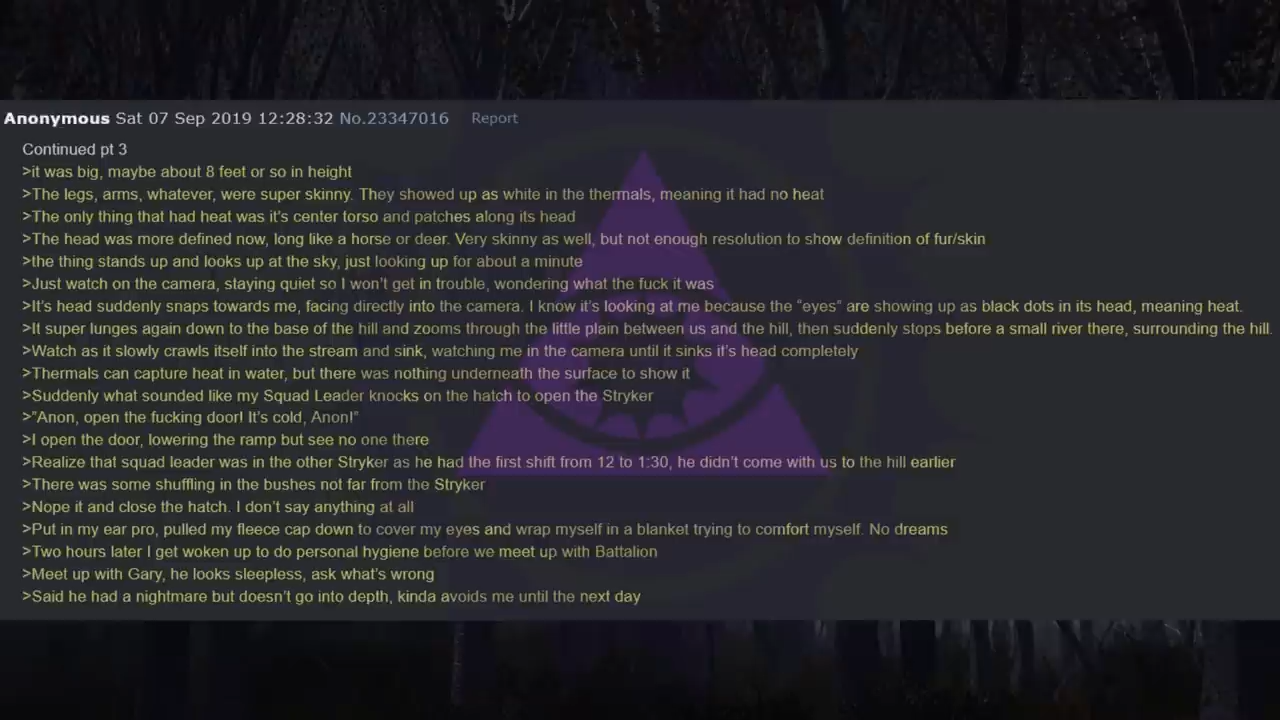 Anonymous Sat 07 Sep 2019 12:28:32 No.23347016 Report
Continued pt 3
>it was big, maybe about 8 feet or so in height
>The legs, arms, whatever, were super skinny. They showed up as white in the thermals, meaning it had no heat
>The only thing that had heat was it's center torso and patches along its head
>The head was more defined now, long like a horse or deer. Very skinny as well, but not enough resolution to show definition of fur/skin
>the thing stands up and looks up at the sky, just looking up for about a minute
>Just watch on the camera, staying quiet so I won't get in trouble, wondering what the fuck it was
>It's head suddenly snaps towards me, facing directly into the camera. I know it's looking at me because the “eyes” are showing up as black dots in its head, meaning heat.
>It super lunges again down to the base of the hill and zooms through the little plain between us and the hill, then suddenly stops before a small river there, surrounding the hill.
>Watch as it slowly crawls itself into the stream and sink, watching me in the camera until it sinks it's head completely
>Thermals can capture heat in water, but there was nothing underneath the surface to show it
>Suddenly what sounded like my Squad Leader knocks on the hatch to open the Stryker
>”Anon, open the fucking door! It's cold, Anon!”
>I open the door, lowering the ramp but see no one there
>Realize that squad leader was in the other Stryker as he had the first shift from 12 to 1:30, he didn't come with us to the hill earlier
>There was some shuffling in the bushes not far from the Stryker
>Nope it and close the hatch. I don't say anything at all
>Put in my ear pro, pulled my fleece cap down to cover my eyes and wrap myself in a blanket trying to comfort myself. No dreams
>Two hours later I get woken up to do personal hygiene before we meet up with Battalion
>Meet up with Gary, he looks sleepless, ask what's wrong
>Said he had a nightmare but doesn't go into depth, kinda avoids me until the next day